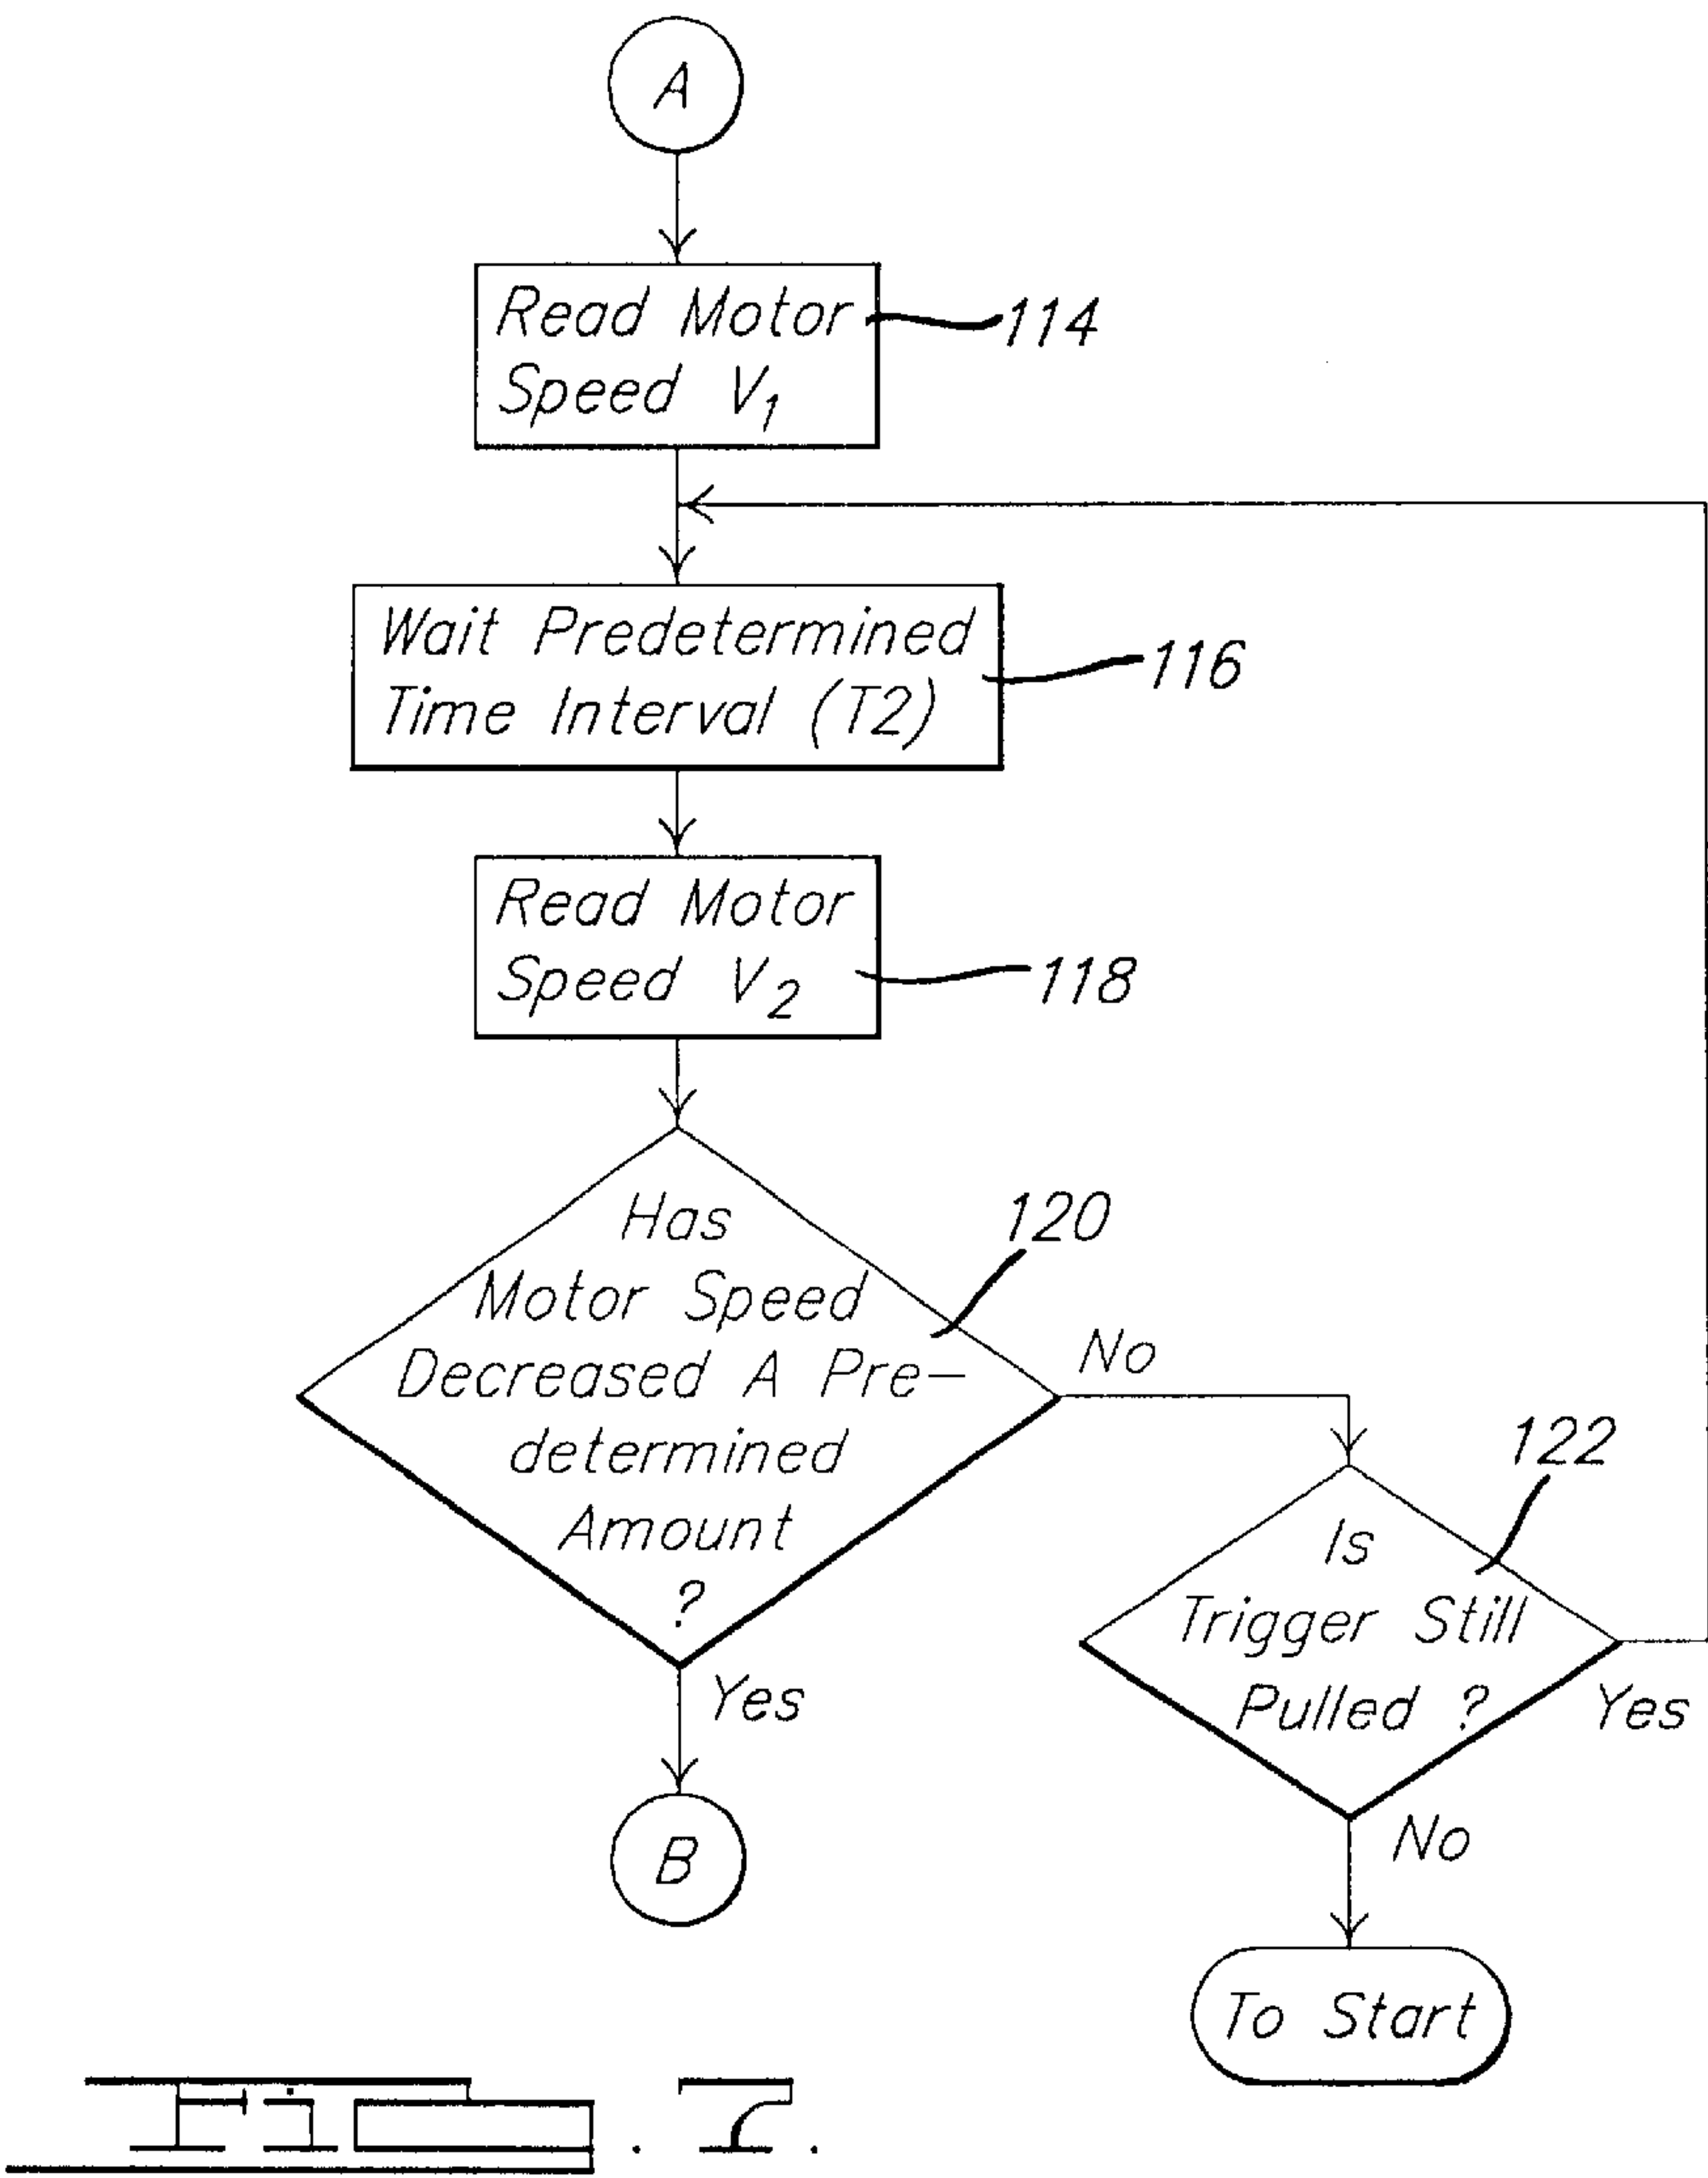 A
Read Motor
Speed V₁
114
Wait Predetermined
Time Interval (T2)
116
Read Motor
Speed V₂
118
Has
Motor Speed
Decreased A Pre-
determined
Amount
?
120
No
Yes
B
122
Is
Trigger Still
Pulled ?
Yes
No
To Start
Fig. 7.